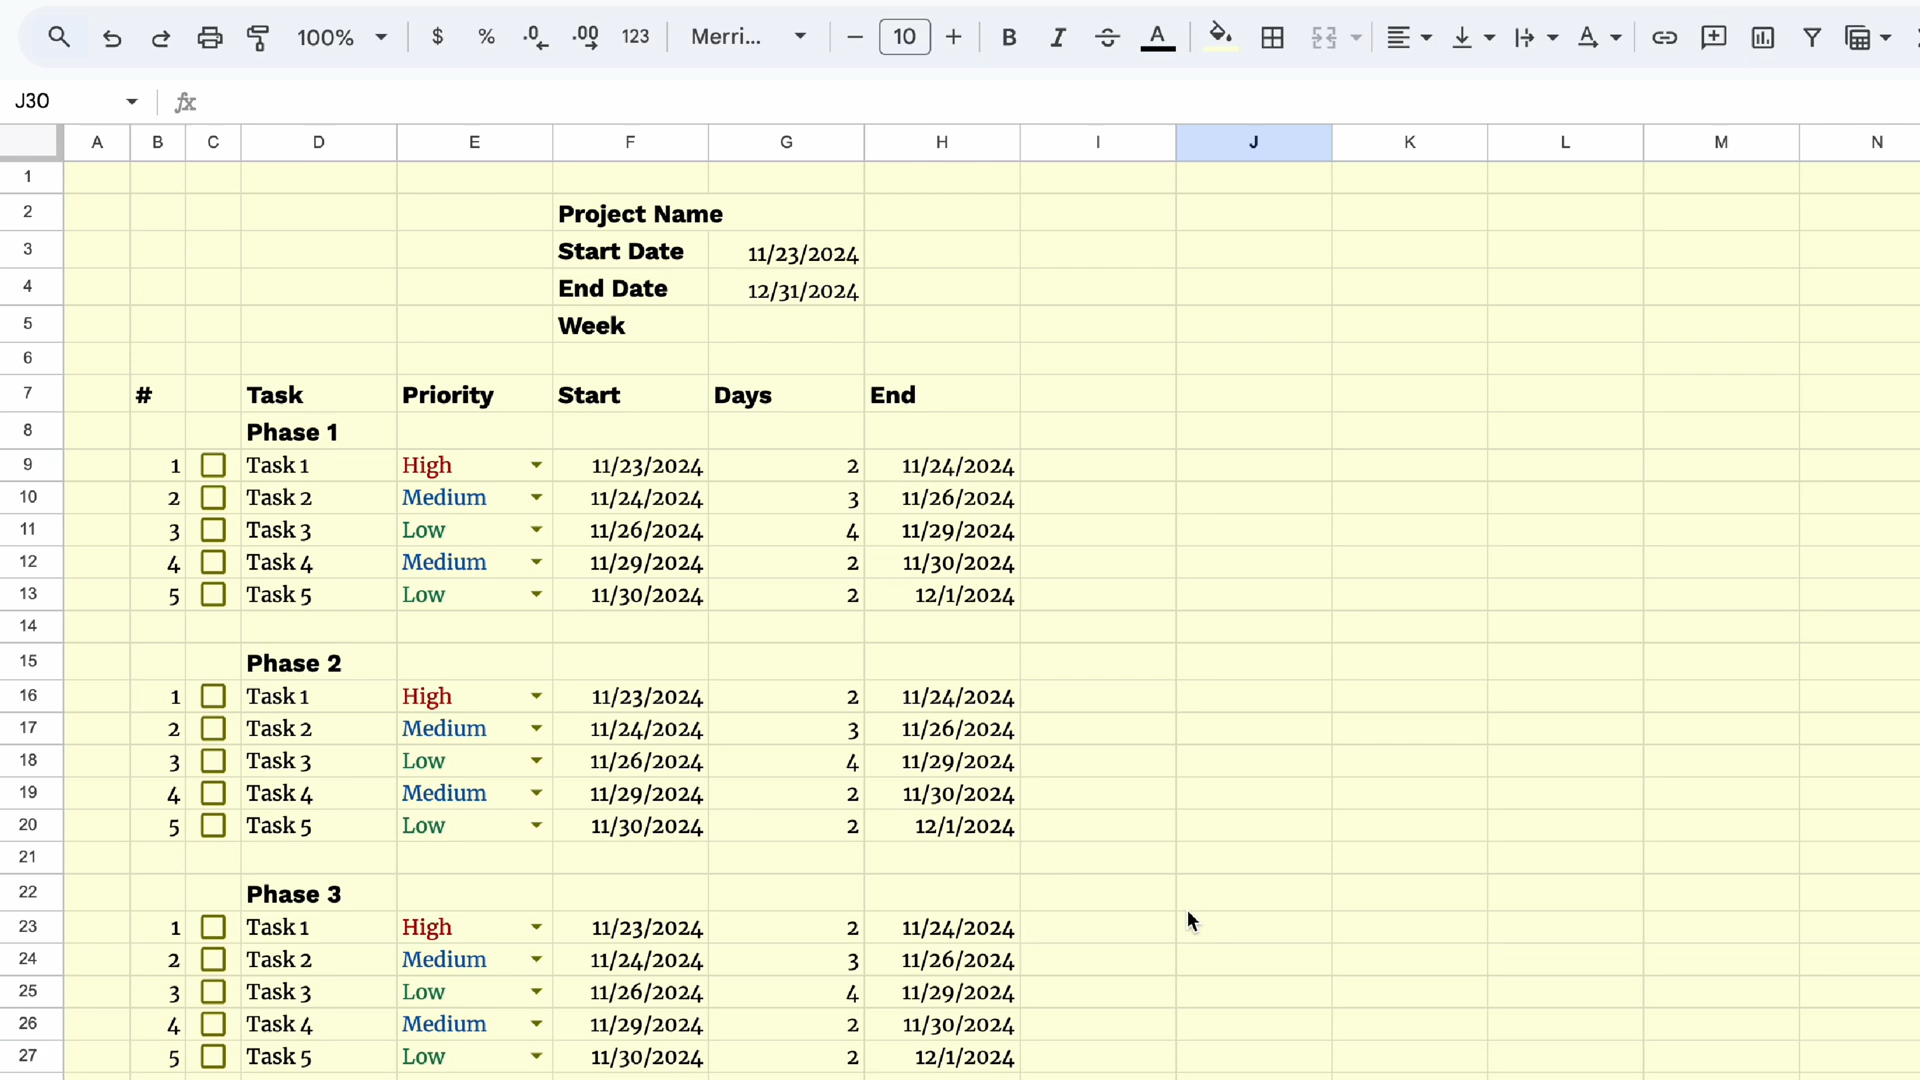 100% $ % .0 .00 123 Merri... 10 B I A A
J30 fx
A B C D E F G H I J K L M N
1
2 Project Name
3 Start Date 11/23/2024
4 End Date 12/31/2024
5 Week
6
7 # Task Priority Start Days End
8 Phase 1
9 1 Task 1 High 11/23/2024 2 11/24/2024
10 2 Task 2 Medium 11/24/2024 3 11/26/2024
11 3 Task 3 Low 11/26/2024 4 11/29/2024
12 4 Task 4 Medium 11/29/2024 2 11/30/2024
13 5 Task 5 Low 11/30/2024 2 12/1/2024
14
15 Phase 2
16 1 Task 1 High 11/23/2024 2 11/24/2024
17 2 Task 2 Medium 11/24/2024 3 11/26/2024
18 3 Task 3 Low 11/26/2024 4 11/29/2024
19 4 Task 4 Medium 11/29/2024 2 11/30/2024
20 5 Task 5 Low 11/30/2024 2 12/1/2024
21
22 Phase 3
23 1 Task 1 High 11/23/2024 2 11/24/2024
24 2 Task 2 Medium 11/24/2024 3 11/26/2024
25 3 Task 3 Low 11/26/2024 4 11/29/2024
26 4 Task 4 Medium 11/29/2024 2 11/30/2024
27 5 Task 5 Low 11/30/2024 2 12/1/2024